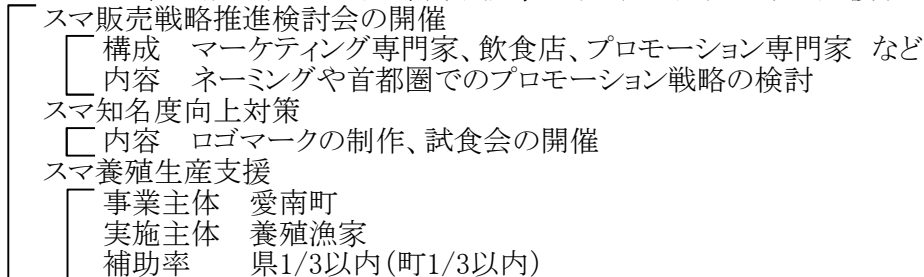 スマ販売戦略推進検討会の開催
構成　マーケティング専門家、飲食店、プロモーション専門家　など
内容　ネーミングや首都圏でのプロモーション戦略の検討
スマ知名度向上対策
内容　ロゴマークの制作、試食会の開催
スマ養殖生産支援
事業主体　愛南町
実施主体　養殖漁家
補助率　　県1/3以内(町1/3以内)